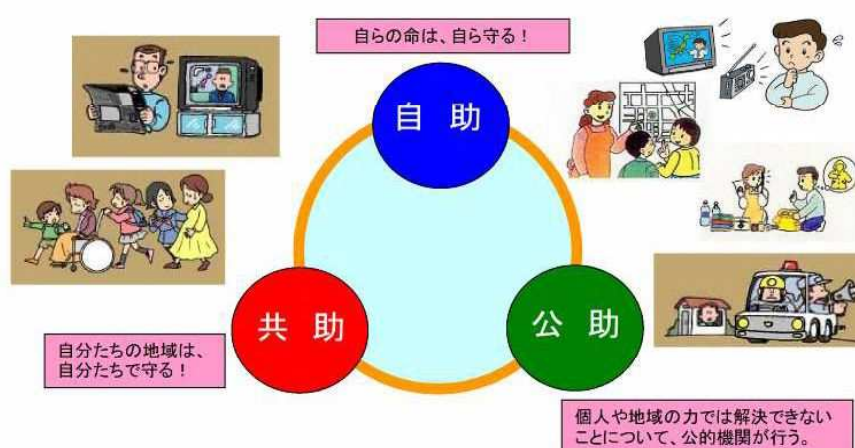 自らの命は、自ら守る！
自 助
共 助
公 助
自分たちの地域は、
自分たちで守る！
個人や地域の力では解決できない
ことについて、公的機関が行う。